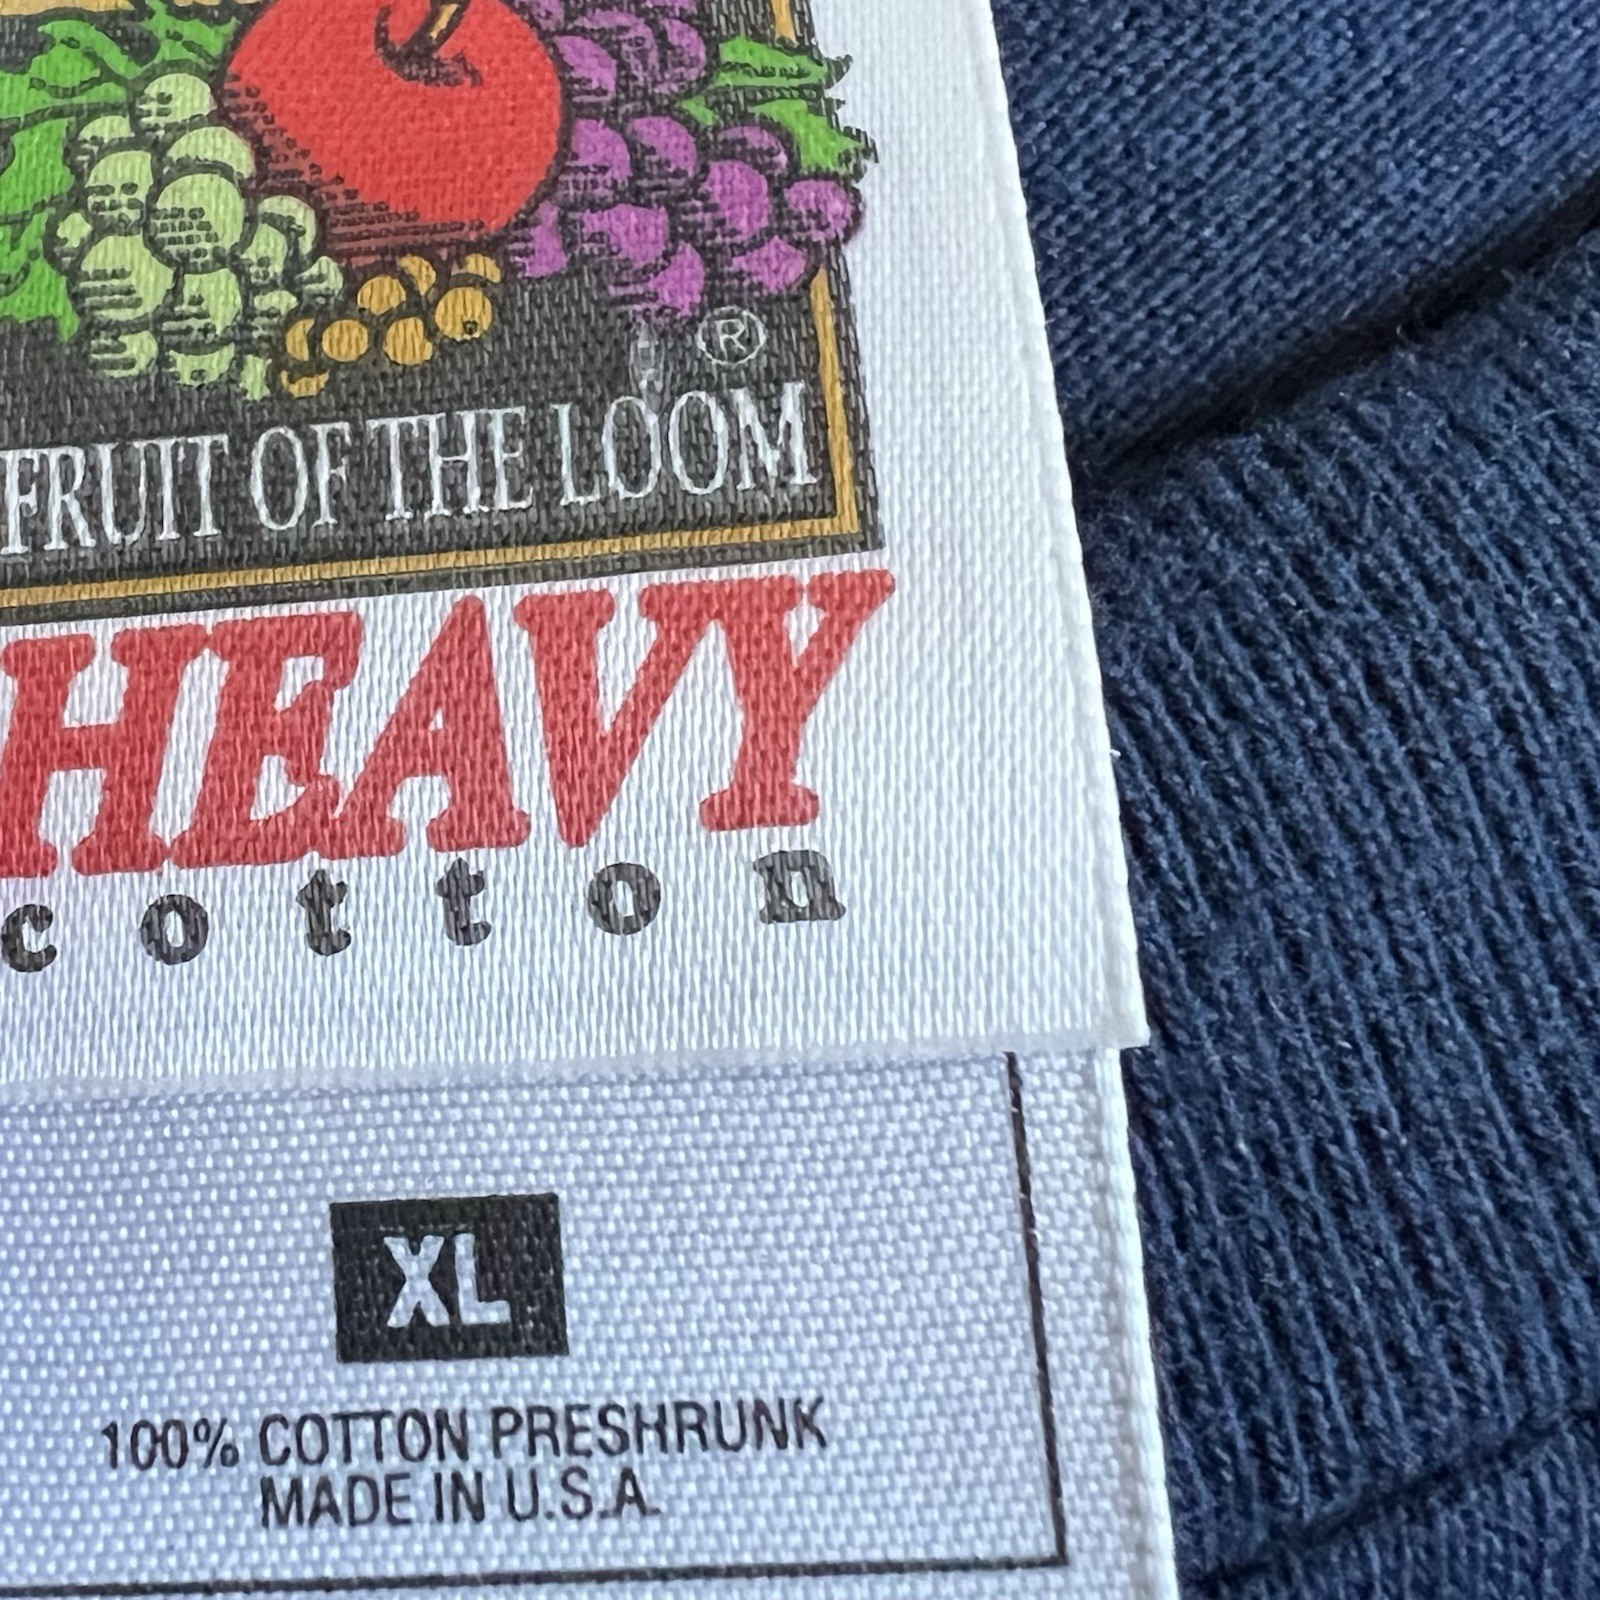 ®
FRUIT OF THE LOOM
HEAVY
cotton
XL
100% COTTON PRESHRUNK
MADE IN U.S.A.